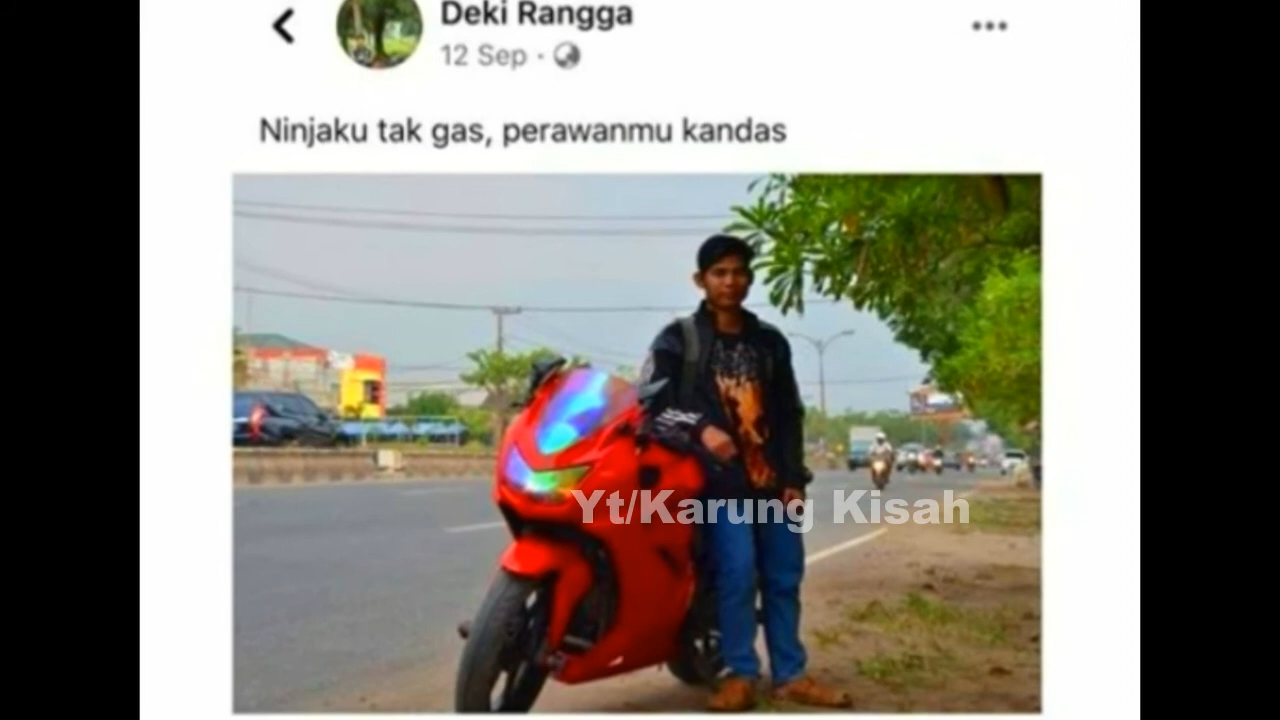 Deki Rangga
12 Sep ·
Ninjaku tak gas, perawanmu kandas
Yt/Karung Kisah